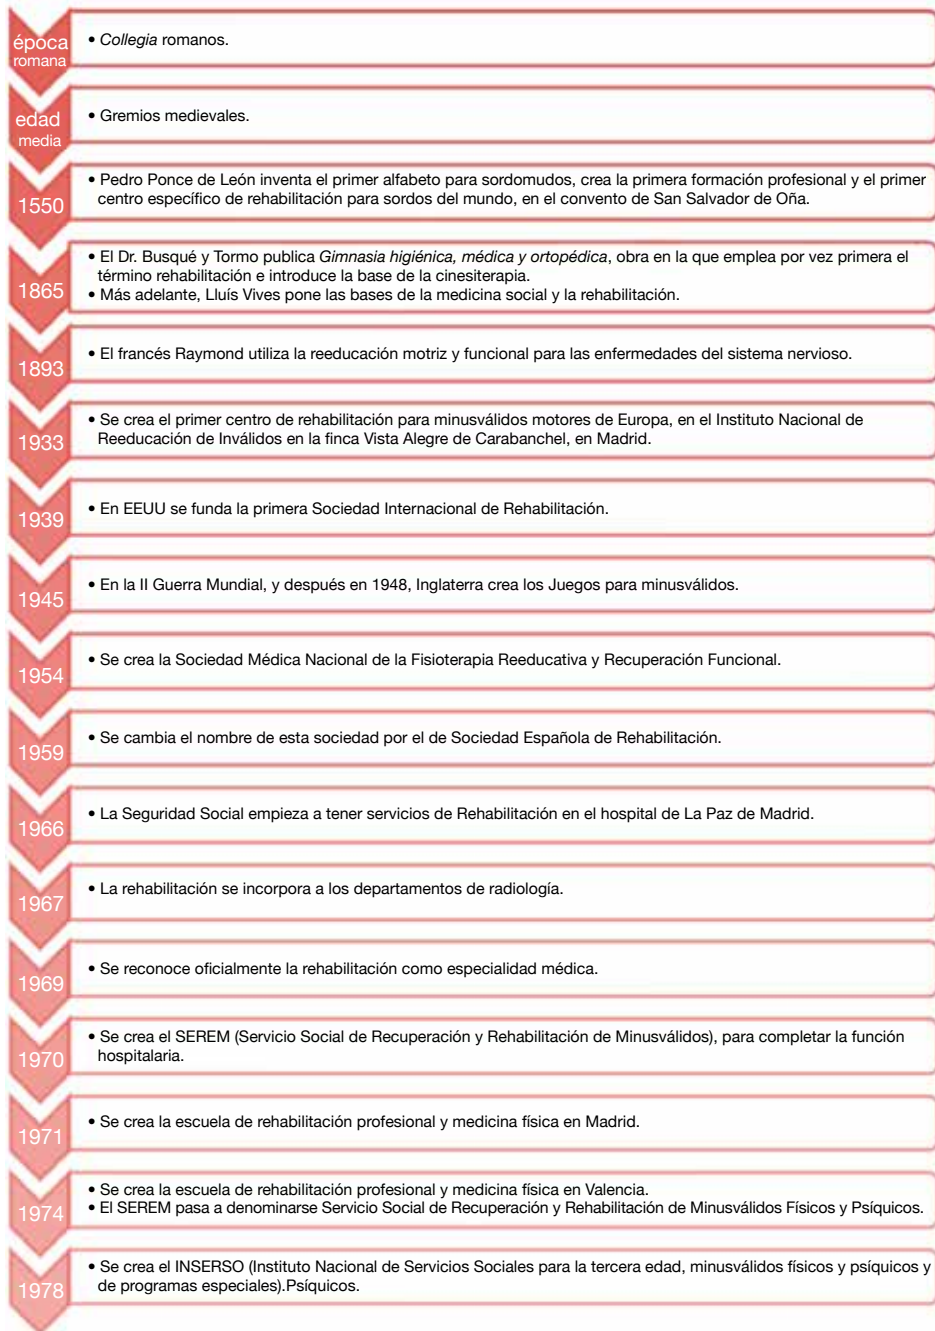 época
romana
• Collegia romanos.
edad
media
• Gremios medievales.
1550
• Pedro Ponce de León inventa el primer alfabeto para sordomudos, crea la primera formación profesional y el primer
centro específico de rehabilitación para sordos del mundo, en el convento de San Salvador de Oña.
1865
• El Dr. Busqué y Tormo publica Gimnasia higiénica, médica y ortopédica, obra en la que emplea por vez primera el
término rehabilitación e introduce la base de la cinesiterapia.
• Más adelante, Lluís Vives pone las bases de la medicina social y la rehabilitación.
1893
• El francés Raymond utiliza la reeducación motriz y funcional para las enfermedades del sistema nervioso.
1933
• Se crea el primer centro de rehabilitación para minusválidos motores de Europa, en el Instituto Nacional de
Reeducación de Inválidos en la finca Vista Alegre de Carabanchel, en Madrid.
1939
• En EEUU se funda la primera Sociedad Internacional de Rehabilitación.
1945
• En la II Guerra Mundial, y después en 1948, Inglaterra crea los Juegos para minusválidos.
1954
• Se crea la Sociedad Médica Nacional de la Fisioterapia Reeducativa y Recuperación Funcional.
1959
• Se cambia el nombre de esta sociedad por el de Sociedad Española de Rehabilitación.
1966
• La Seguridad Social empieza a tener servicios de Rehabilitación en el hospital de La Paz de Madrid.
1967
• La rehabilitación se incorpora a los departamentos de radiología.
1969
• Se reconoce oficialmente la rehabilitación como especialidad médica.
1970
• Se crea el SEREM (Servicio Social de Recuperación y Rehabilitación de Minusválidos), para completar la función
hospitalaria.
1971
• Se crea la escuela de rehabilitación profesional y medicina física en Madrid.
1974
• Se crea la escuela de rehabilitación profesional y medicina física en Valencia.
• El SEREM pasa a denominarse Servicio Social de Recuperación y Rehabilitación de Minusválidos Físicos y Psíquicos.
1978
• Se crea el INSERSO (Instituto Nacional de Servicios Sociales para la tercera edad, minusválidos físicos y psíquicos y
de programas especiales).Psíquicos.